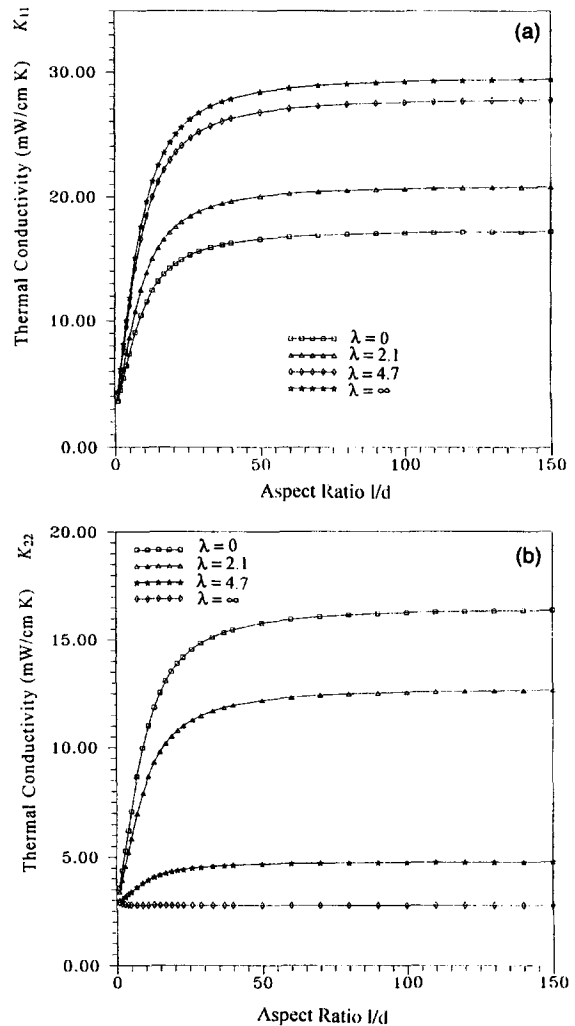 (a)
Thermal Conductivity (mW/cm K) K11
30.00
20.00
10.00
0.00
λ = 0
λ = 2.1
λ = 4.7
λ = ∞
0 50 100 150
Aspect Ratio l/d
(b)
Thermal Conductivity (mW/cm K) K22
20.00
15.00
10.00
5.00
0.00
λ = 0
λ = 2.1
λ = 4.7
λ = ∞
0 50 100 150
Aspect Ratio l/d